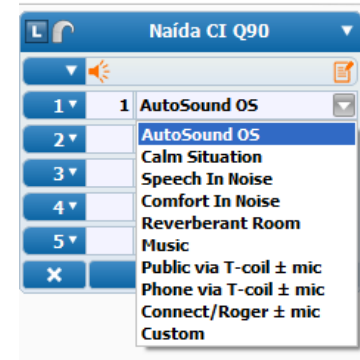 L Naída CI Q90
1 1 AutoSound OS
2 AutoSound OS
Calm Situation
3 Speech In Noise
Comfort In Noise
4 Reverberant Room
Music
5 Public via T-coil ± mic
Phone via T-coil ± mic
Connect/Roger ± mic
Custom